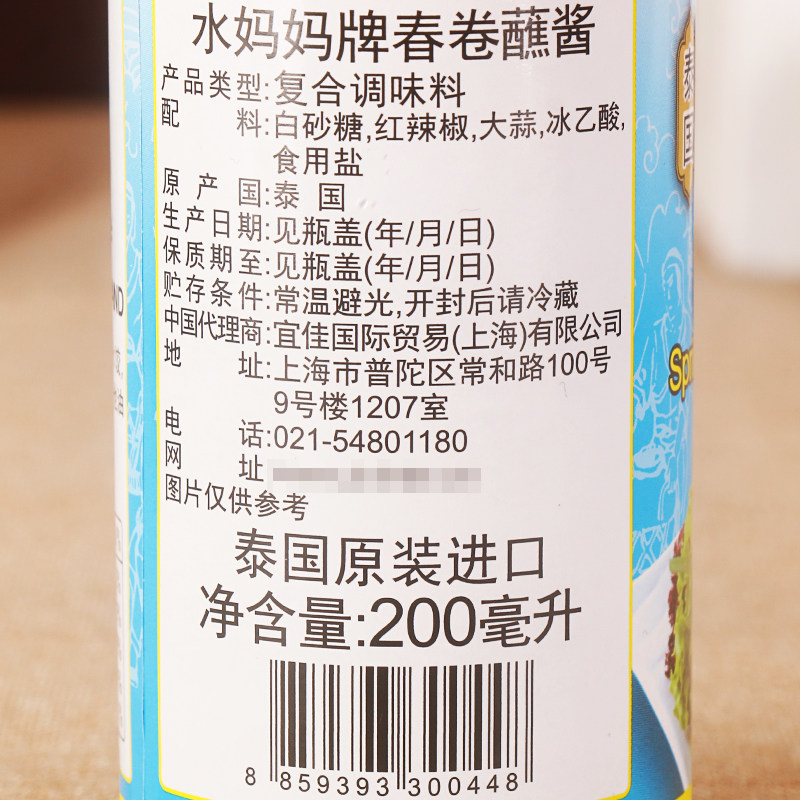 水妈妈牌春卷蘸酱
产品类型:复合调味料
配料:白砂糖,红辣椒,大蒜,冰乙酸,
食用盐
原产国:泰国
生产日期:见瓶盖(年/月/日)
保质期至:见瓶盖(年/月/日)
贮存条件:常温避光,开封后请冷藏
中国代理商:宜佳国际贸易(上海)有限公司
地址:上海市普陀区常和路100号
9号楼1207室
电话:021-54801180
网址
图片仅供参考
泰国原装进口
净含量:200毫升
8 859393 300448
泰国
Spr
ND